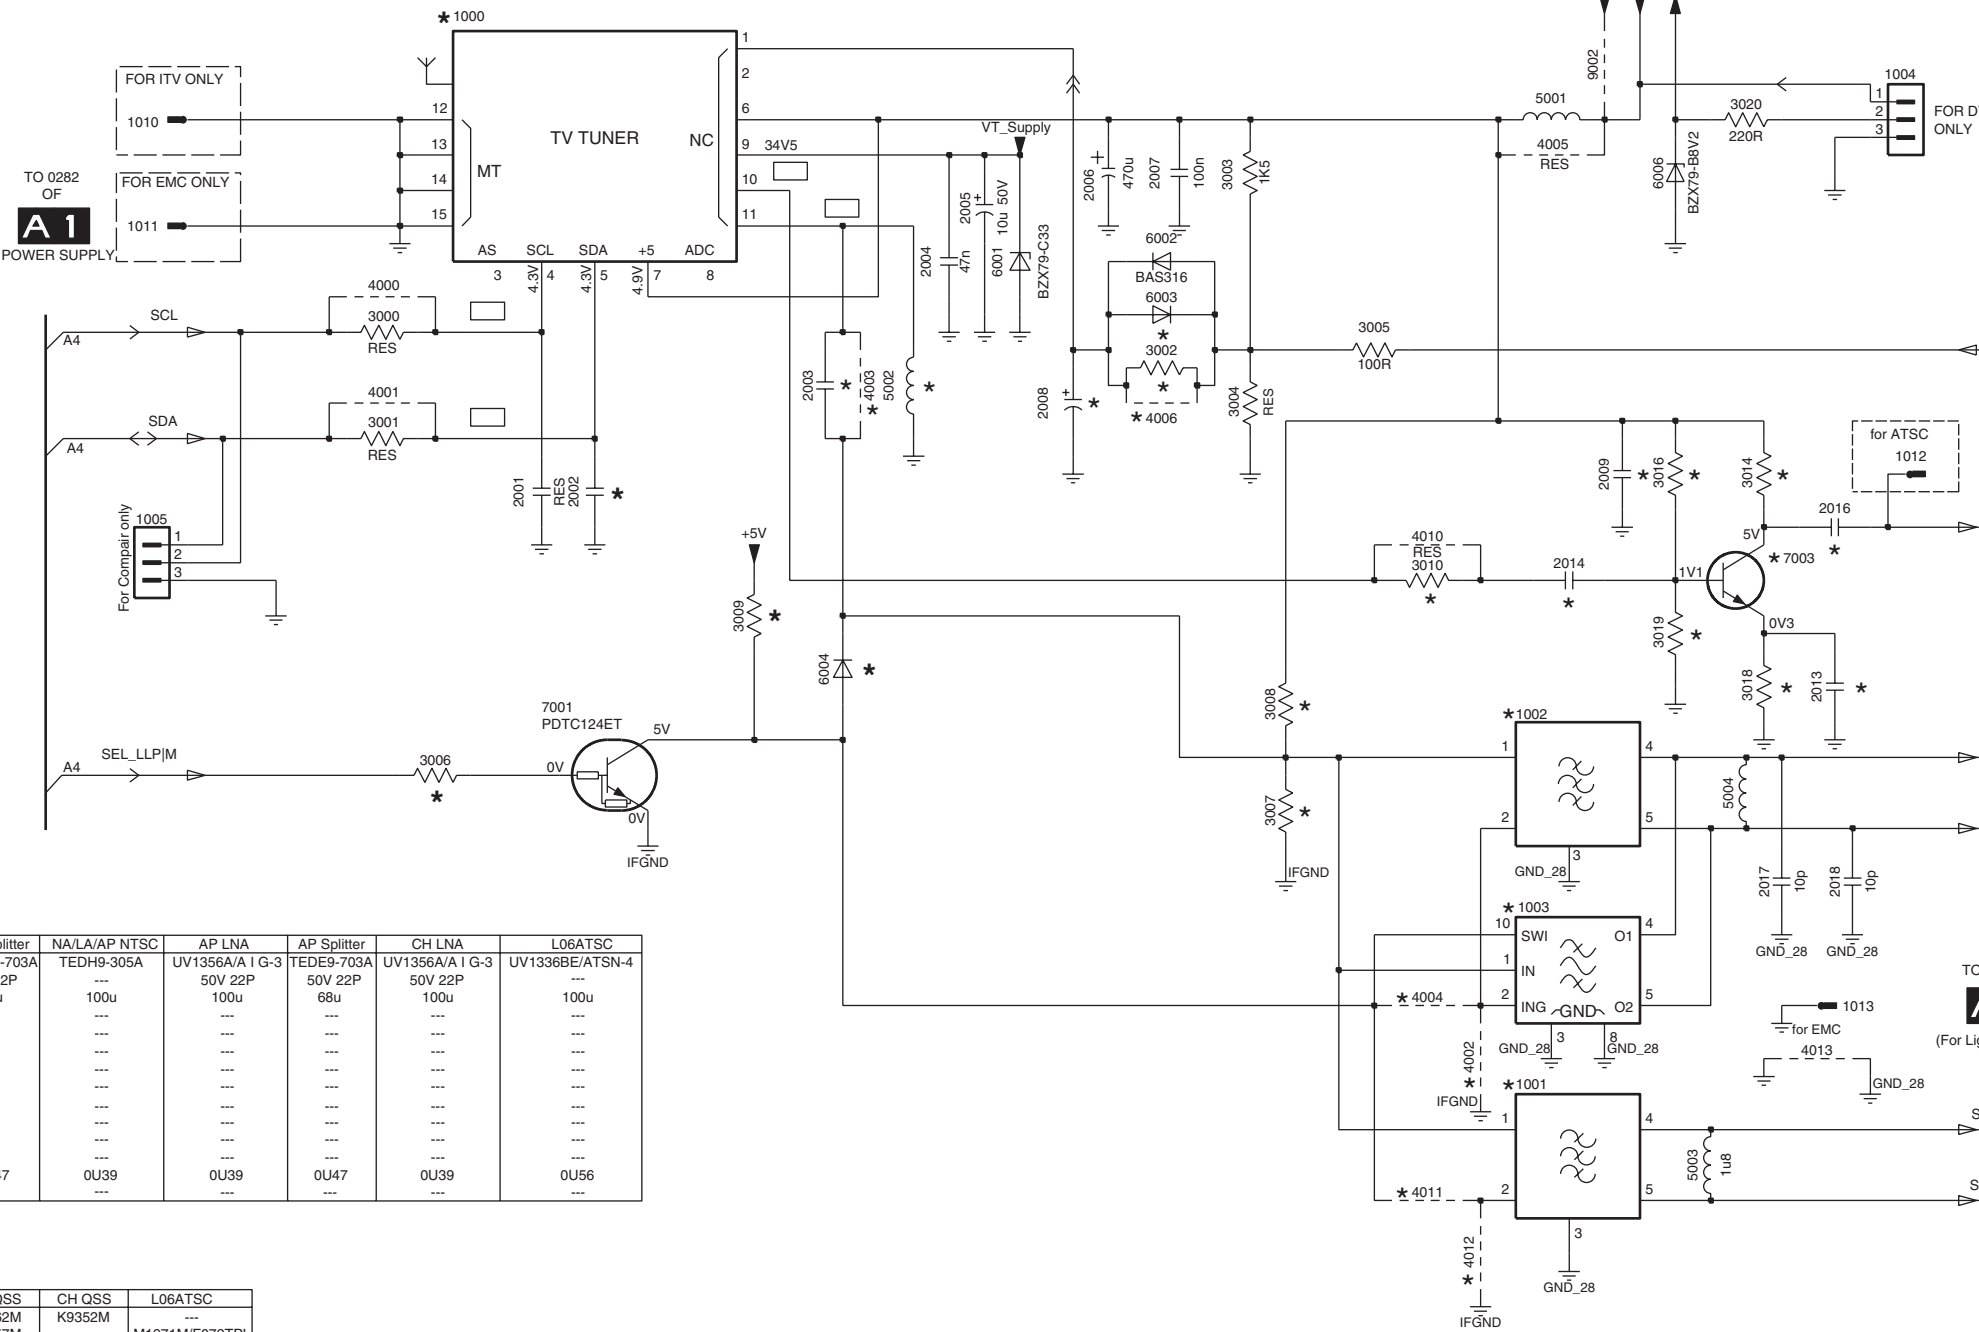 * 1000
FOR ITV ONLY
1010
FOR EMC ONLY
1011
TO 0282
OF
A 1
POWER SUPPLY
TV TUNER
MT
NC
12
13
14
15
1
2
6
9
10
11
34V5
AS
SCL
SDA
+5
ADC
3
4
5
7
8
4.3V
4.3V
4.9V
VT_Supply
2004
47n
2005
+
10u 50V
6001
BZX79-C33
2006
+
470u
2007
100n
3003
1K5
5001
4005
RES
9002
6006
BZX79-B8V2
3020
220R
1004
1
2
3
FOR D
ONLY
6002
BAS316
6003
*
3002
*
* 4006
3005
100R
3004
RES
2008
+
*
2003
*
4003
*
5002
*
SCL
A4
4000
3000
RES
SDA
A4
4001
3001
RES
2001
RES
2002
*
1005
For Compair only
1
2
3
+5V
3009
*
6004
*
7001
PDTC124ET
5V
0V
0V
IFGND
SEL_LLP|M
A4
3006
*
4010
RES
3010
*
2014
*
2009
*
3016
*
3014
*
for ATSC
1012
2016
*
5V
* 7003
1V1
0V3
3019
*
3018
*
2013
*
3008
*
3007
*
IFGND
* 1002
1
2
4
5
3
GND_28
5004
2017
10p
2018
10p
GND_28
GND_28
* 1003
10
SWI
1
IN
2
ING
GND
O1
4
O2
5
3
8
GND_28
GND_28
* 4004
* 4002
IFGND
* 1001
1
2
4
5
3
GND_28
* 4011
* 4012
IFGND
5003
1u8
1013
for EMC
4013
GND_28
TO
(For Lig
S
S
litter NA/LA/AP NTSC AP LNA AP Splitter CH LNA L06ATSC
-703A TEDH9-305A UV1356A/A I G-3 TEDE9-703A UV1356A/A I G-3 UV1336BE/ATSN-4
2P --- 50V 22P 50V 22P 50V 22P ---
100u 100u 68u 100u 100u
--- --- --- --- ---
--- --- --- --- ---
--- --- --- --- ---
--- --- --- --- ---
--- --- --- --- ---
--- --- --- --- ---
--- --- --- --- ---
--- --- --- --- ---
--- --- --- --- ---
47 0U39 0U39 0U47 0U39 0U56
--- --- --- --- ---
QSS CH QSS L06ATSC
62M K9352M ---